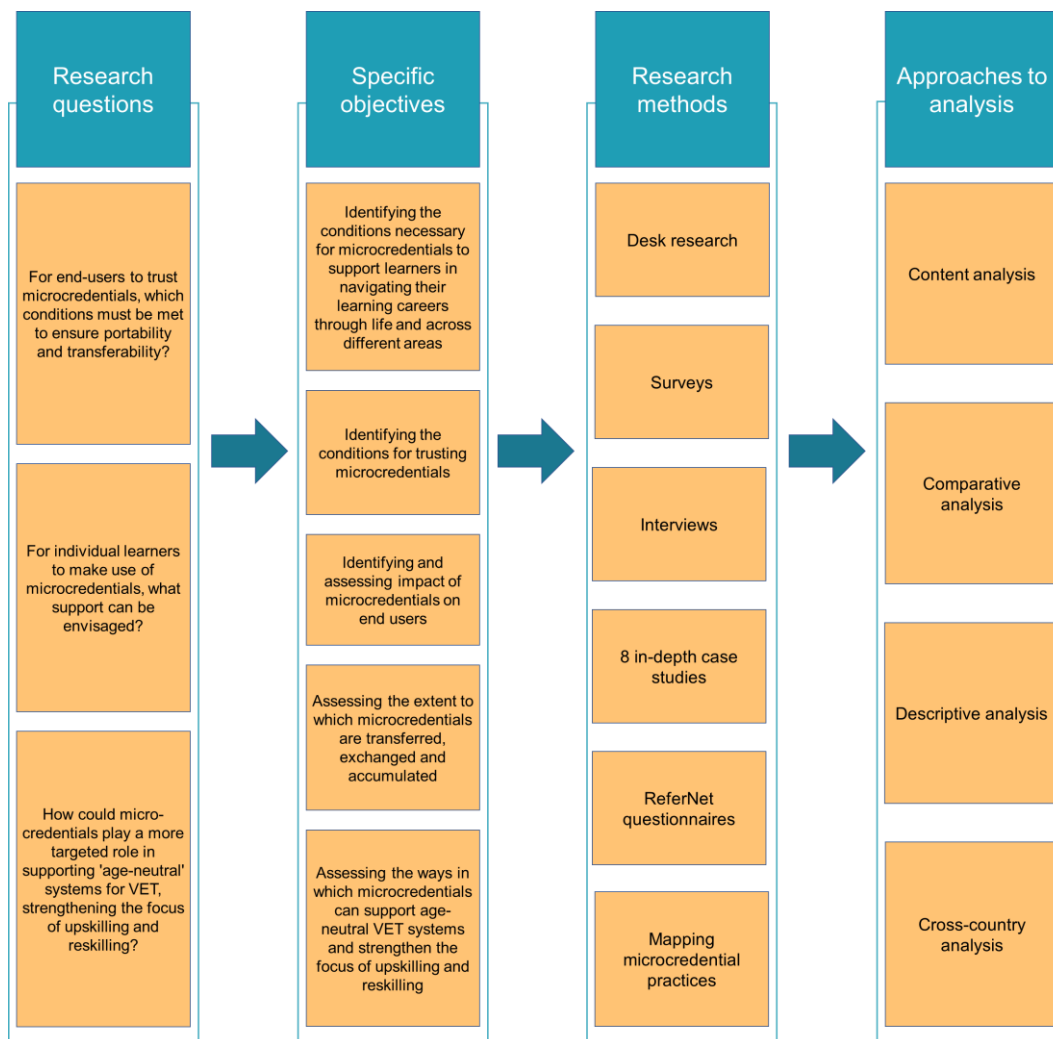 Research
questions
For end-users to trust
microcredentials, which
conditions must be met
to ensure portability
and transferability?
For individual learners
to make use of
microcredentials, what
support can be
envisaged?
How could micro-
credentials play a more
targeted role in
supporting 'age-neutral'
systems for VET,
strengthening the focus
of upskilling and
reskilling?
Specific
objectives
Identifying the
conditions necessary
for microcredentials to
support learners in
navigating their
learning careers
through life and across
different areas
Identifying the
conditions for trusting
microcredentials
Identifying and
assessing impact of
microcredentials on
end users
Assessing the extent to
which microcredentials
are transferred,
exchanged and
accumulated
Assessing the ways in
which microcredentials
can support age-
neutral VET systems
and strengthen the
focus of upskilling and
reskilling
Research
methods
Desk research
Surveys
Interviews
8 in-depth case
studies
ReferNet
questionnaires
Mapping
microcredential
practices
Approaches to
analysis
Content analysis
Comparative
analysis
Descriptive analysis
Cross-country
analysis